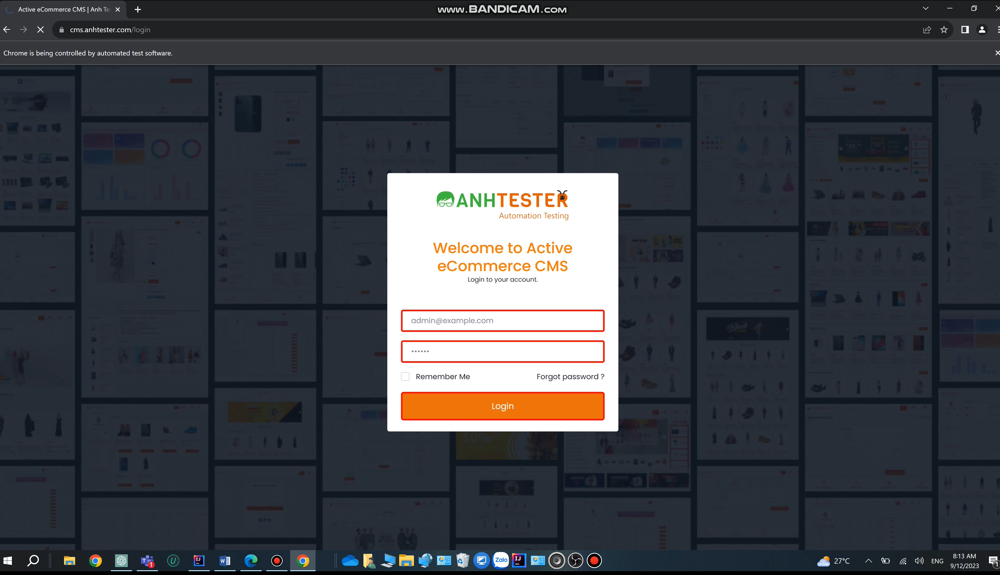 Active eCommerce CMS | Anh Te
www.BANDICAM.com
cms.anhtester.com/login
Chrome is being controlled by automated test software.
ANHTESTER
Automation Testing
Welcome to Active
eCommerce CMS
Login to your account.
admin@example.com
••••••
Remember Me
Forgot password ?
Login
50%
Zalo
27°C
ENG
8:13 AM
9/12/2023